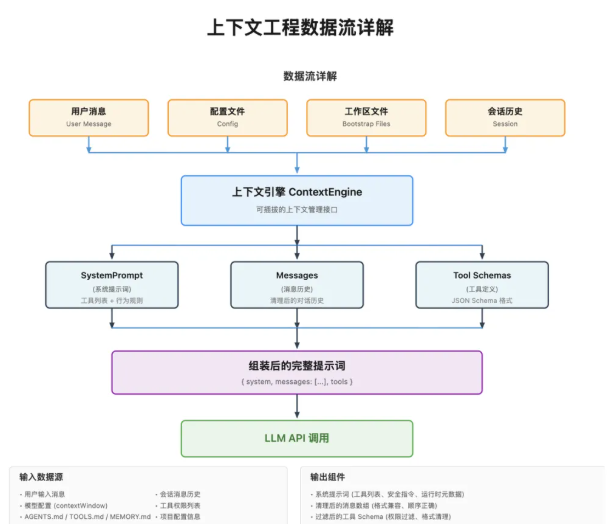 上下文工程数据流详解
数据流详解
用户消息
User Message
配置文件
Config
工作区文件
Bootstrap Files
会话历史
Session
上下文引擎 ContextEngine
可插拔的上下文管理接口
SystemPrompt
(系统提示词)
工具列表 + 行为规则
Messages
(消息历史)
清理后的对话历史
Tool Schemas
(工具定义)
JSON Schema 格式
组装后的完整提示词
{ system, messages: [...], tools }
LLM API 调用
输入数据源
• 用户输入消息
• 会话消息历史
• 模型配置 (contextWindow)
• 工具权限列表
• AGENTS.md / TOOLS.md / MEMORY.md
• 项目配置信息
输出组件
• 系统提示词 (工具列表、安全指令、运行时元数据)
• 清理后的消息数组 (格式兼容、顺序正确)
• 过滤后的工具 Schema (权限过滤、格式清理)